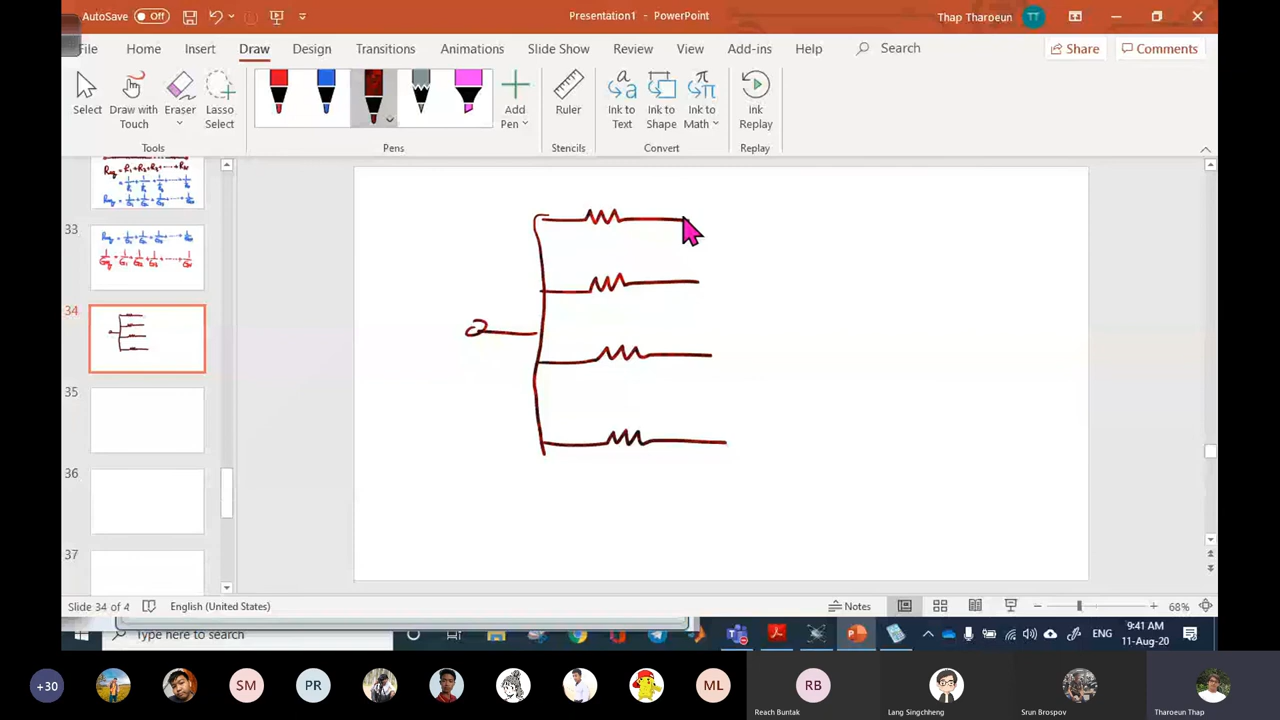 AutoSave Off
Presentation1 - PowerPoint
Thap Tharoeun TT
File Home Insert Draw Design Transitions Animations Slide Show Review View Add-ins Help Search Share Comments
Select
Draw with Touch
Eraser
Lasso Select
Add Pen
Ruler
Ink to Text
Ink to Shape
Ink to Math
Ink Replay
Tools
Pens
Stencils
Convert
Replay
33
34
35
36
37
Slide 34 of 4
English (United States)
Notes
68%
Type here to search
ENG
9:41 AM
11-Aug-20
+30
SM
PR
ML
RB
Reach Buntak
Lang Singchheng
Srun Brospov
Tharoeun Thap